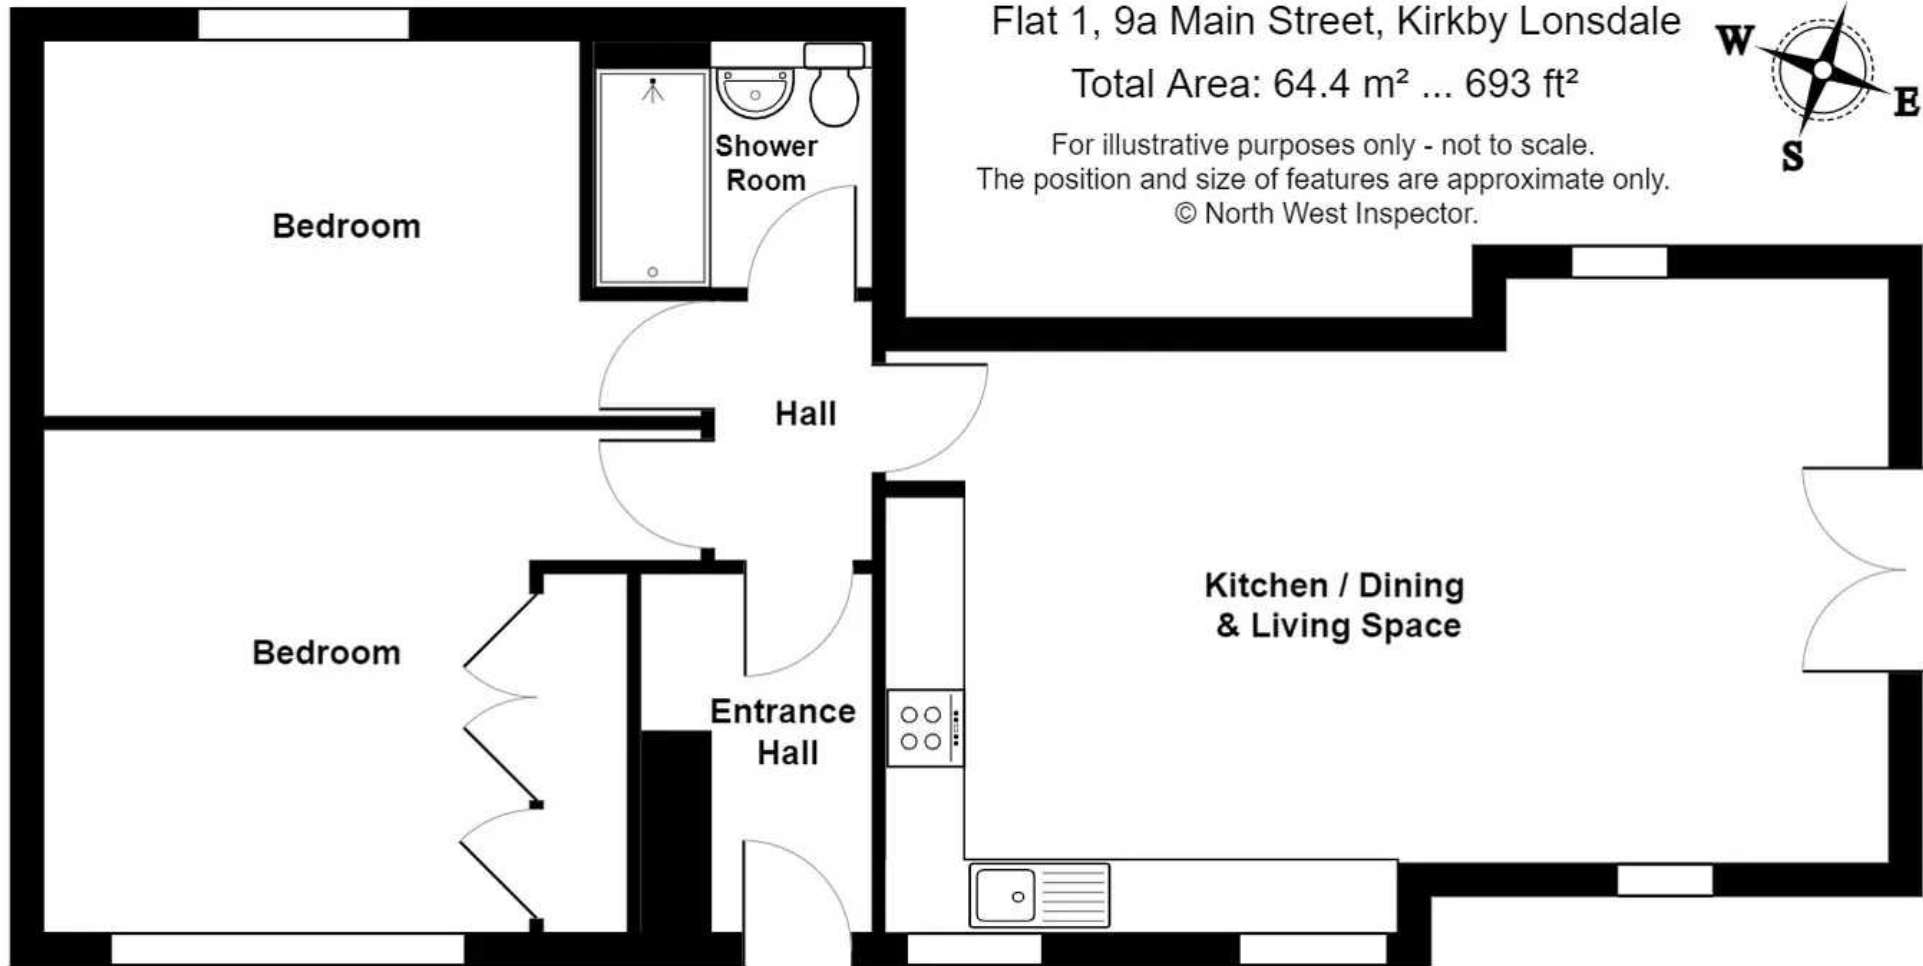 Flat 1, 9a Main Street, Kirkby Lonsdale
Total Area: 64.4 m² ... 693 ft²
For illustrative purposes only - not to scale.
The position and size of features are approximate only.
© North West Inspector.
W
E
S
Bedroom
Shower
Room
Hall
Kitchen / Dining
& Living Space
Bedroom
Entrance
Hall